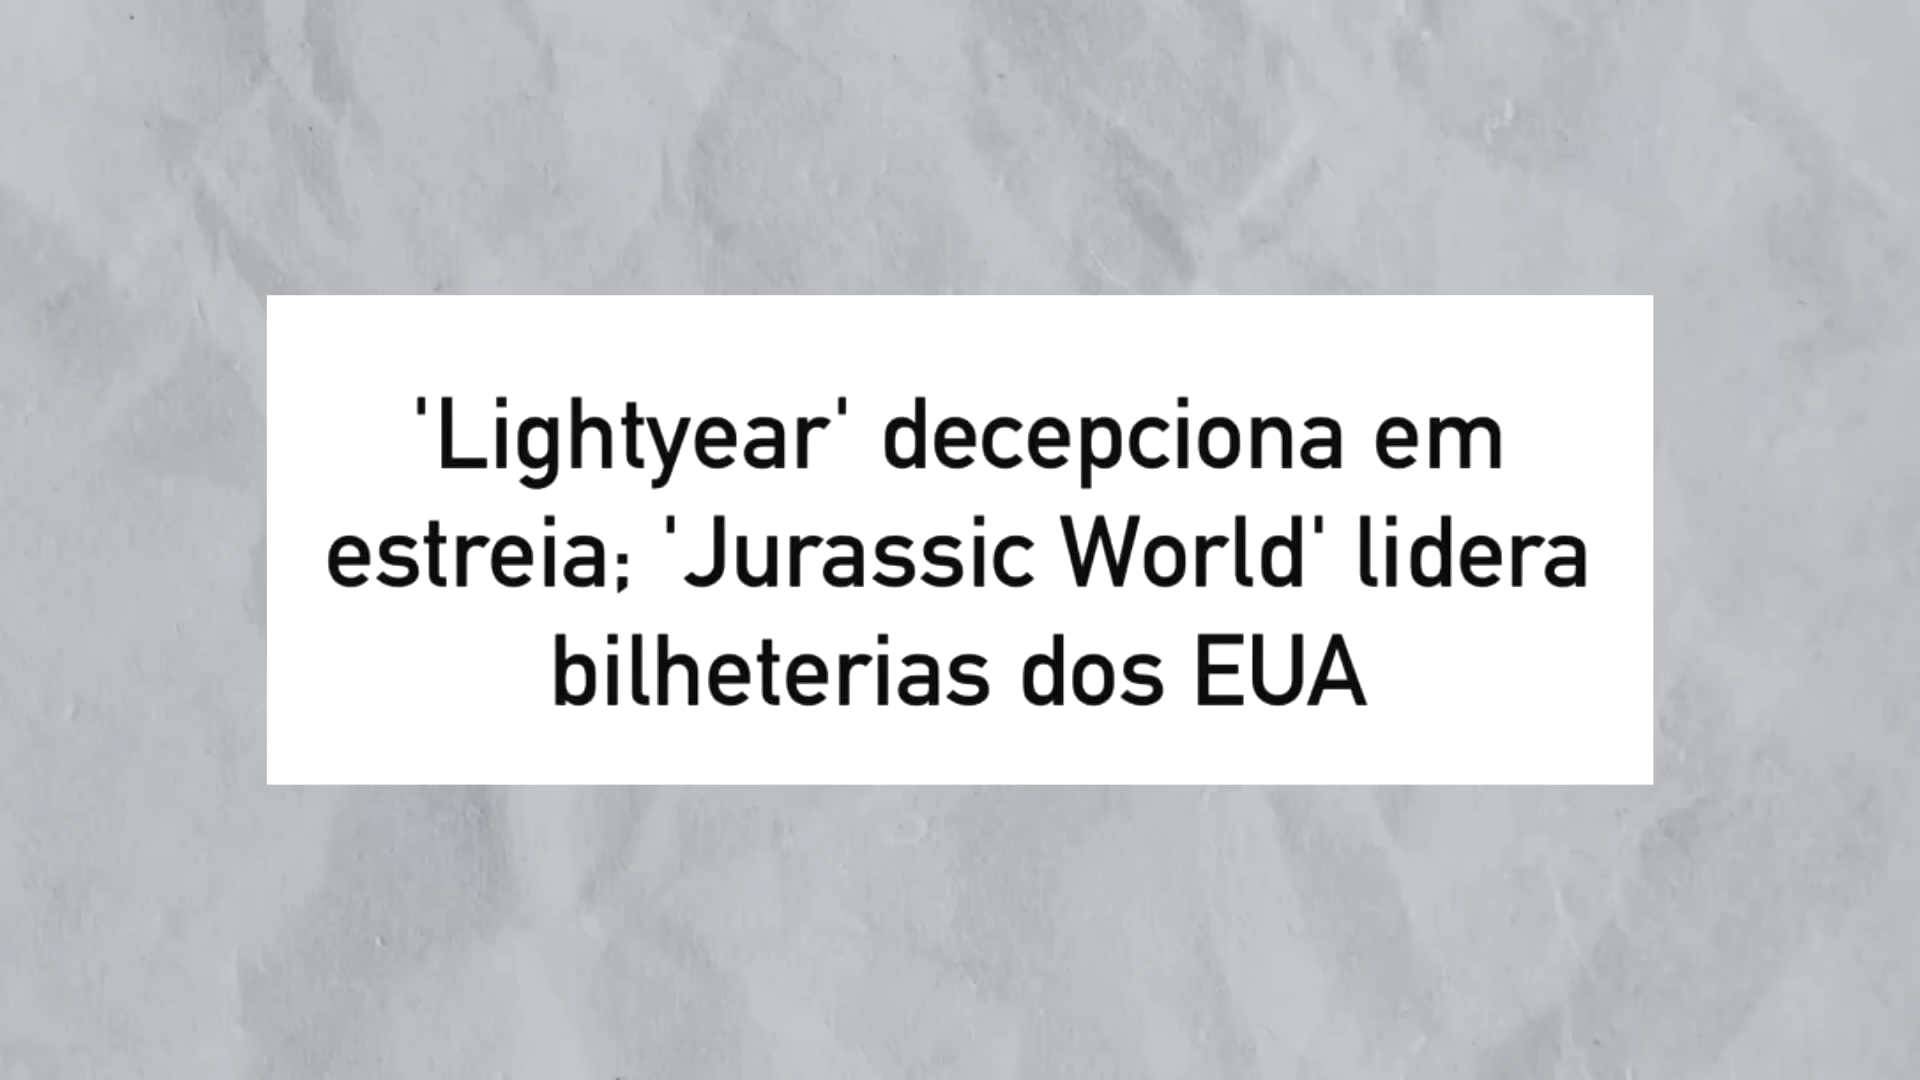 'Lightyear' decepciona em
estreia; 'Jurassic World' lidera
bilheterias dos EUA